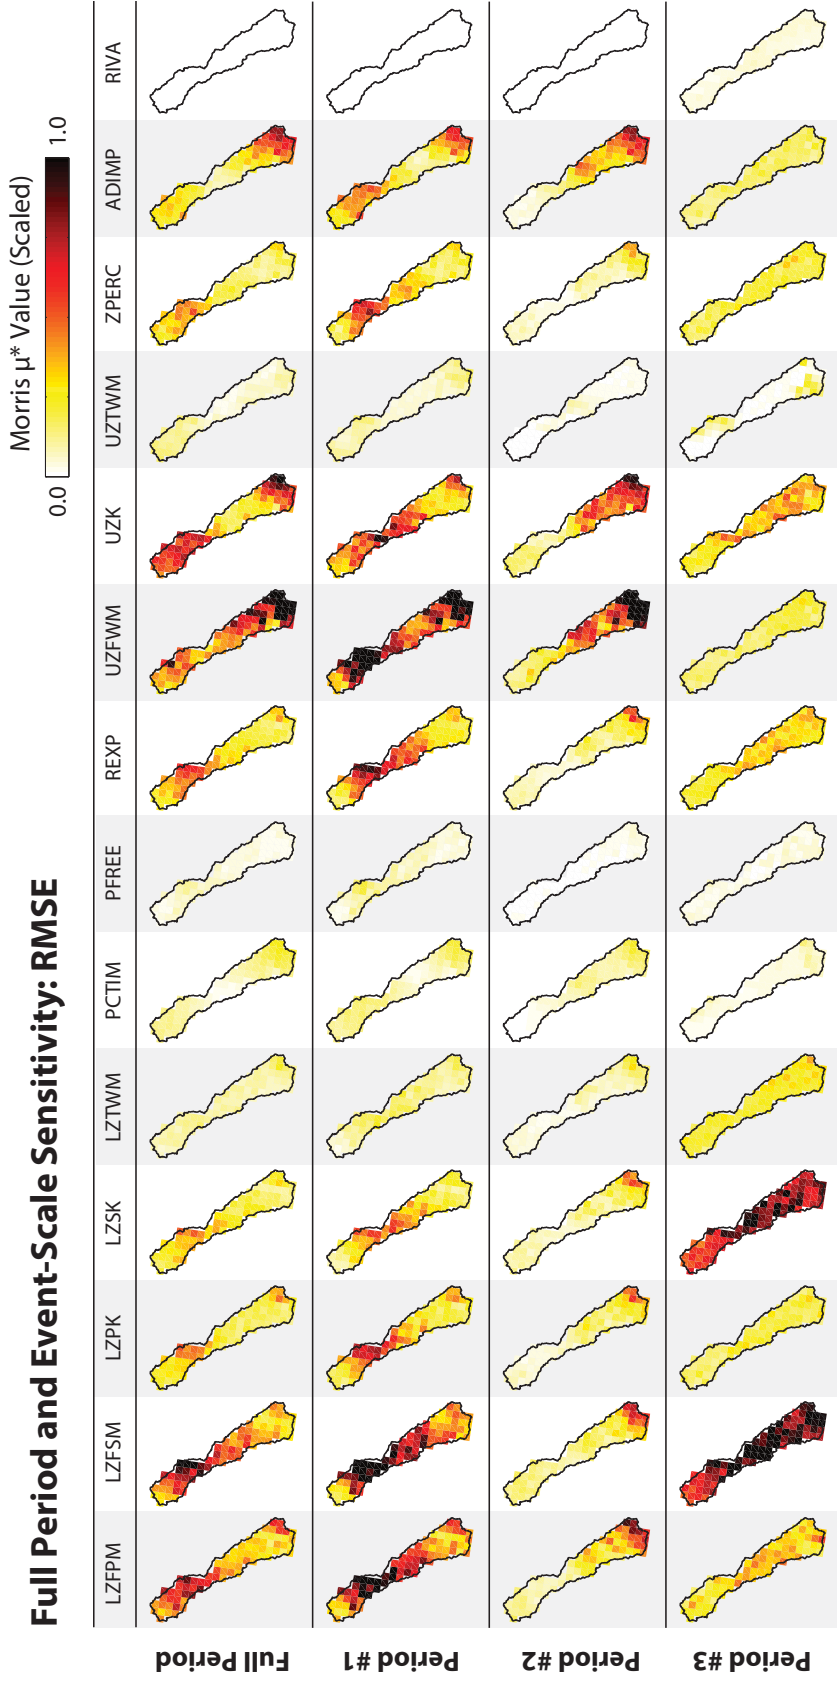 Full Period and Event-Scale Sensitivity: RMSE
Morris µ* Value (Scaled)
0.0 1.0
LZFPM LZFSM LZPK LZSK LZTWM PCTIM PFREE REXP UZFWM UZK UZTWM ZPERC ADIMP RIVA
Full Period
Period #1
Period #2
Period #3